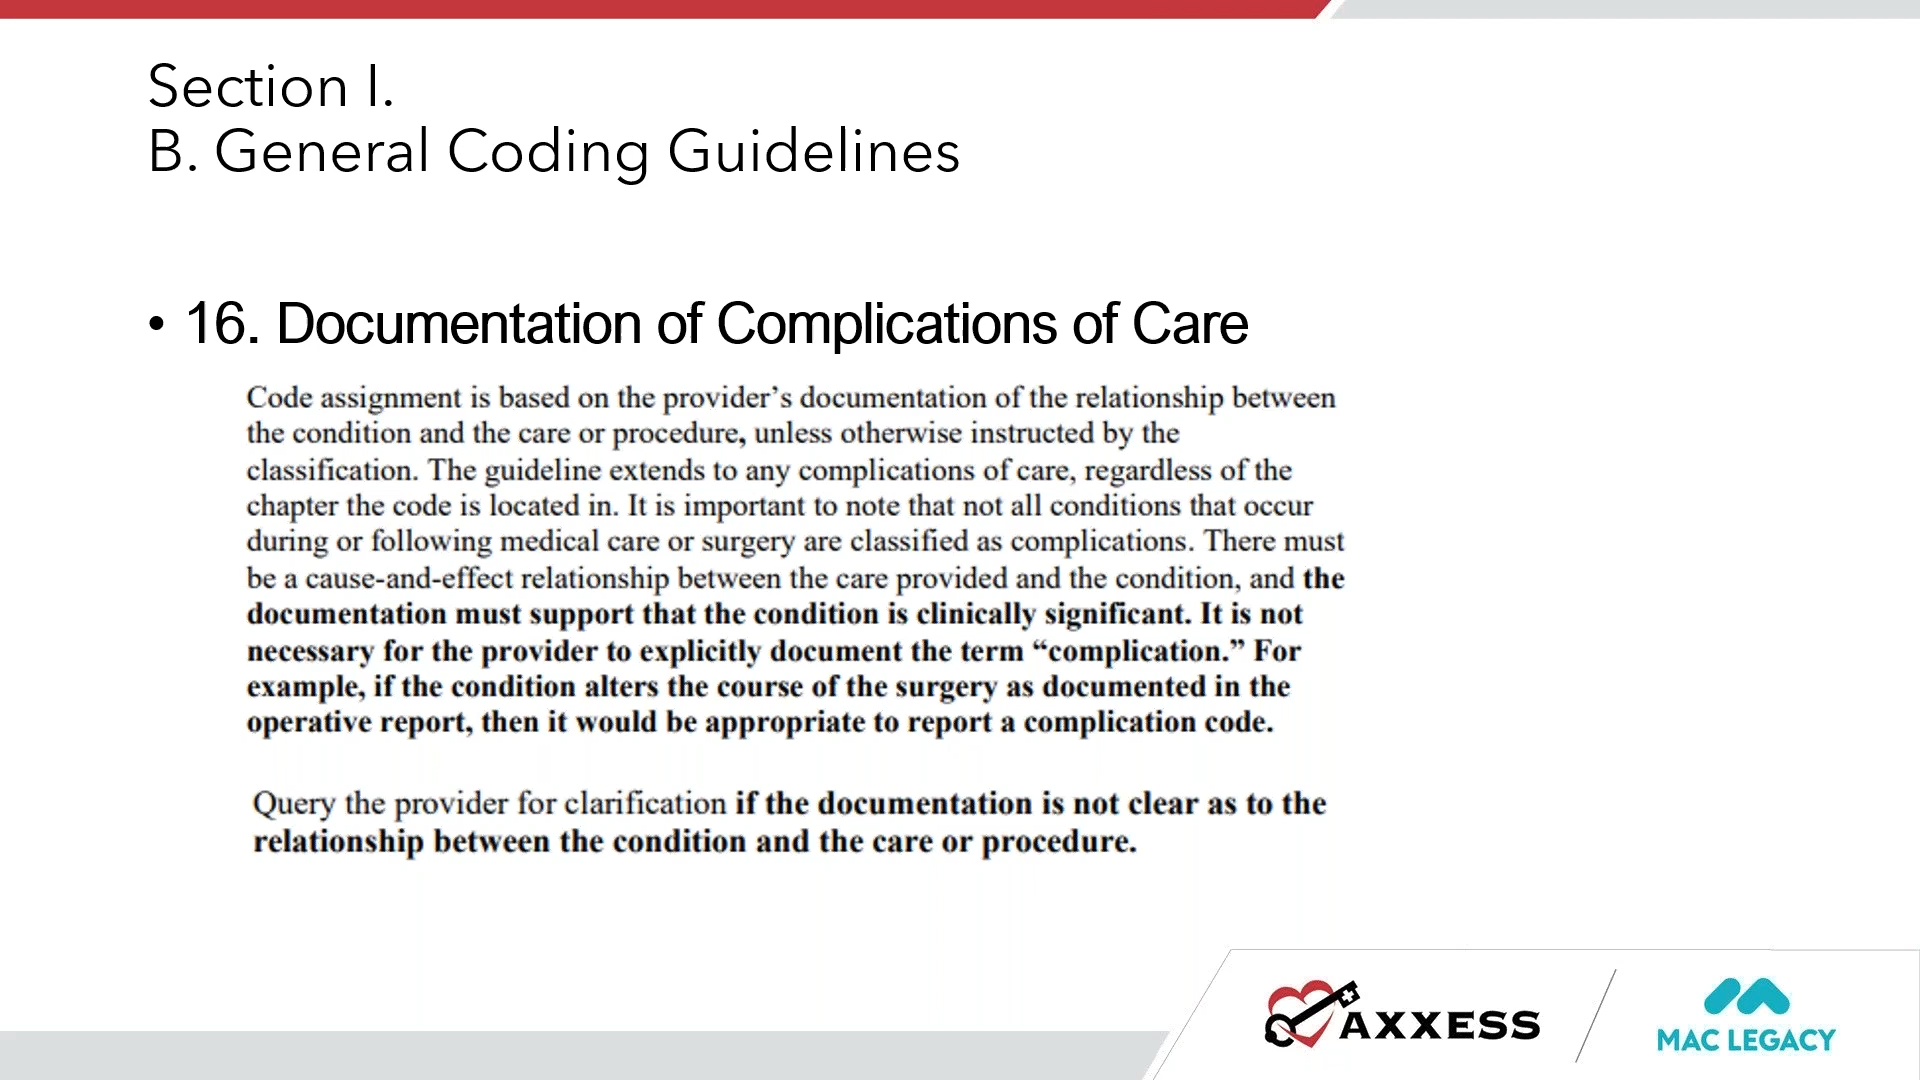 Section I.
B. General Coding Guidelines
• 16. Documentation of Complications of Care
Code assignment is based on the provider’s documentation of the relationship between
the condition and the care or procedure, unless otherwise instructed by the
classification. The guideline extends to any complications of care, regardless of the
chapter the code is located in. It is important to note that not all conditions that occur
during or following medical care or surgery are classified as complications. There must
be a cause-and-effect relationship between the care provided and the condition, and the
documentation must support that the condition is clinically significant. It is not
necessary for the provider to explicitly document the term “complication.” For
example, if the condition alters the course of the surgery as documented in the
operative report, then it would be appropriate to report a complication code.
Query the provider for clarification if the documentation is not clear as to the
relationship between the condition and the care or procedure.
AXXESS
MAC LEGACY